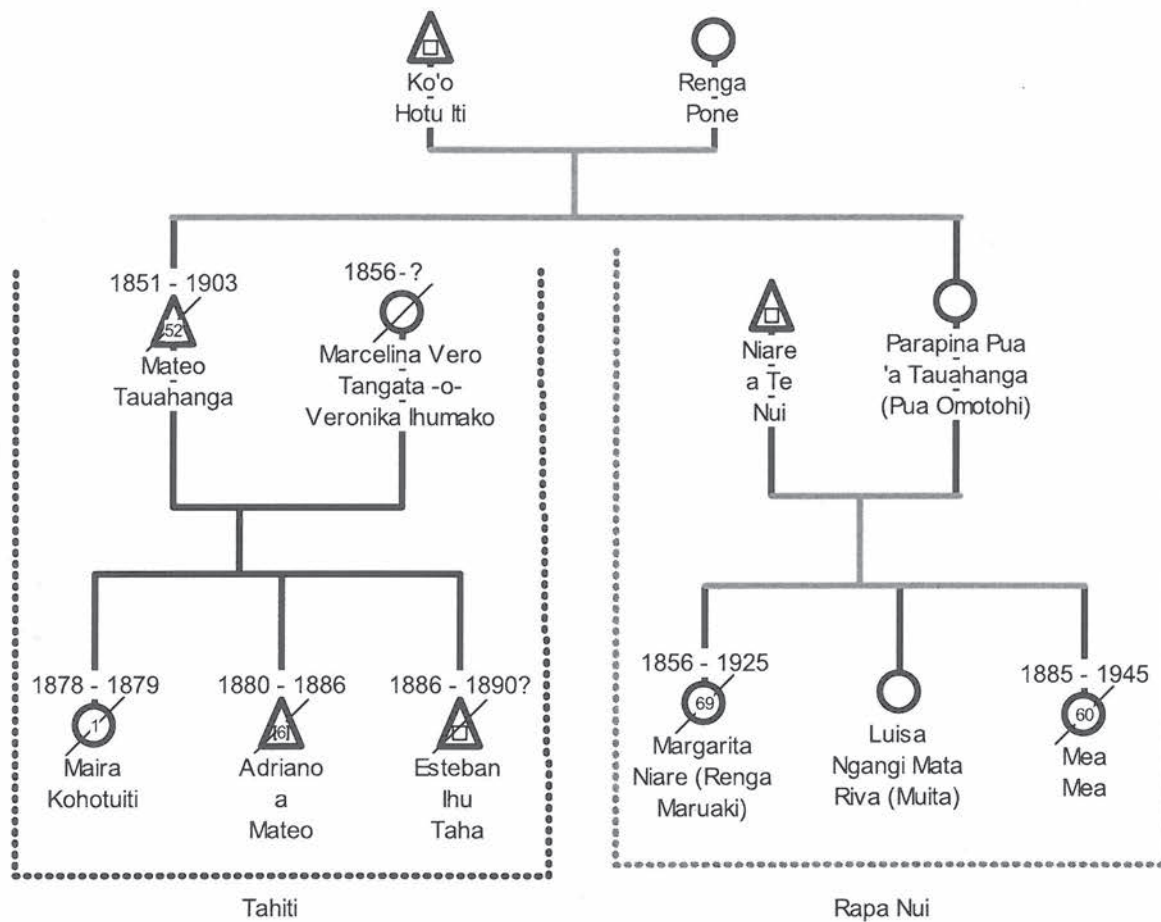 Ko'o
Hotu Iti
Renga
Pone
1851 - 1903
52
Mateo
Tauahanga
1856-?
Marcelina Vero
Tangata -o-
Veronika Ihumako
Niare
a Te
Nui
Parapina Pua
'a Tauahanga
(Pua Omotohi)
1878 - 1879
1
Maira
Kohotuiti
1880 - 1886
6
Adriano
a
Mateo
1886 - 1890?
Esteban
Ihu
Taha
1856 - 1925
69
Margarita
Niare (Renga
Maruaki)
Luisa
Ngangi Mata
Riva (Muita)
1885 - 1945
60
Mea
Mea
Tahiti
Rapa Nui